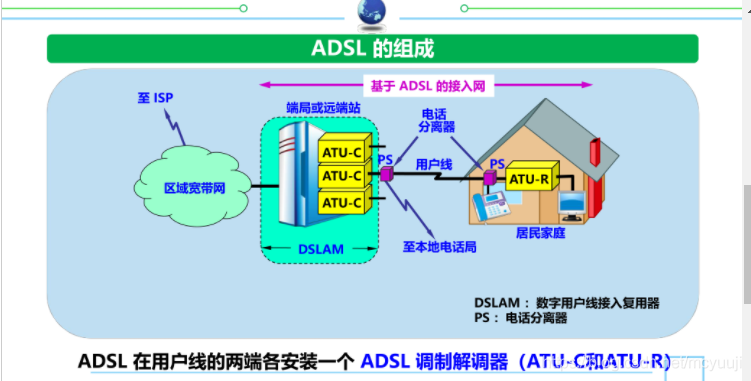 ADSL 的组成
基于 ADSL 的接入网
至 ISP
端局或远端站
电话
分离器
ATU-C
ATU-C
ATU-C
PS
用户线
PS
ATU-R
区域宽带网
DSLAM
至本地电话局
居民家庭
DSLAM： 数字用户线接入复用器
PS： 电话分离器
ADSL 在用户线的两端各安装一个 ADSL 调制解调器（ATU-C和ATU-R）